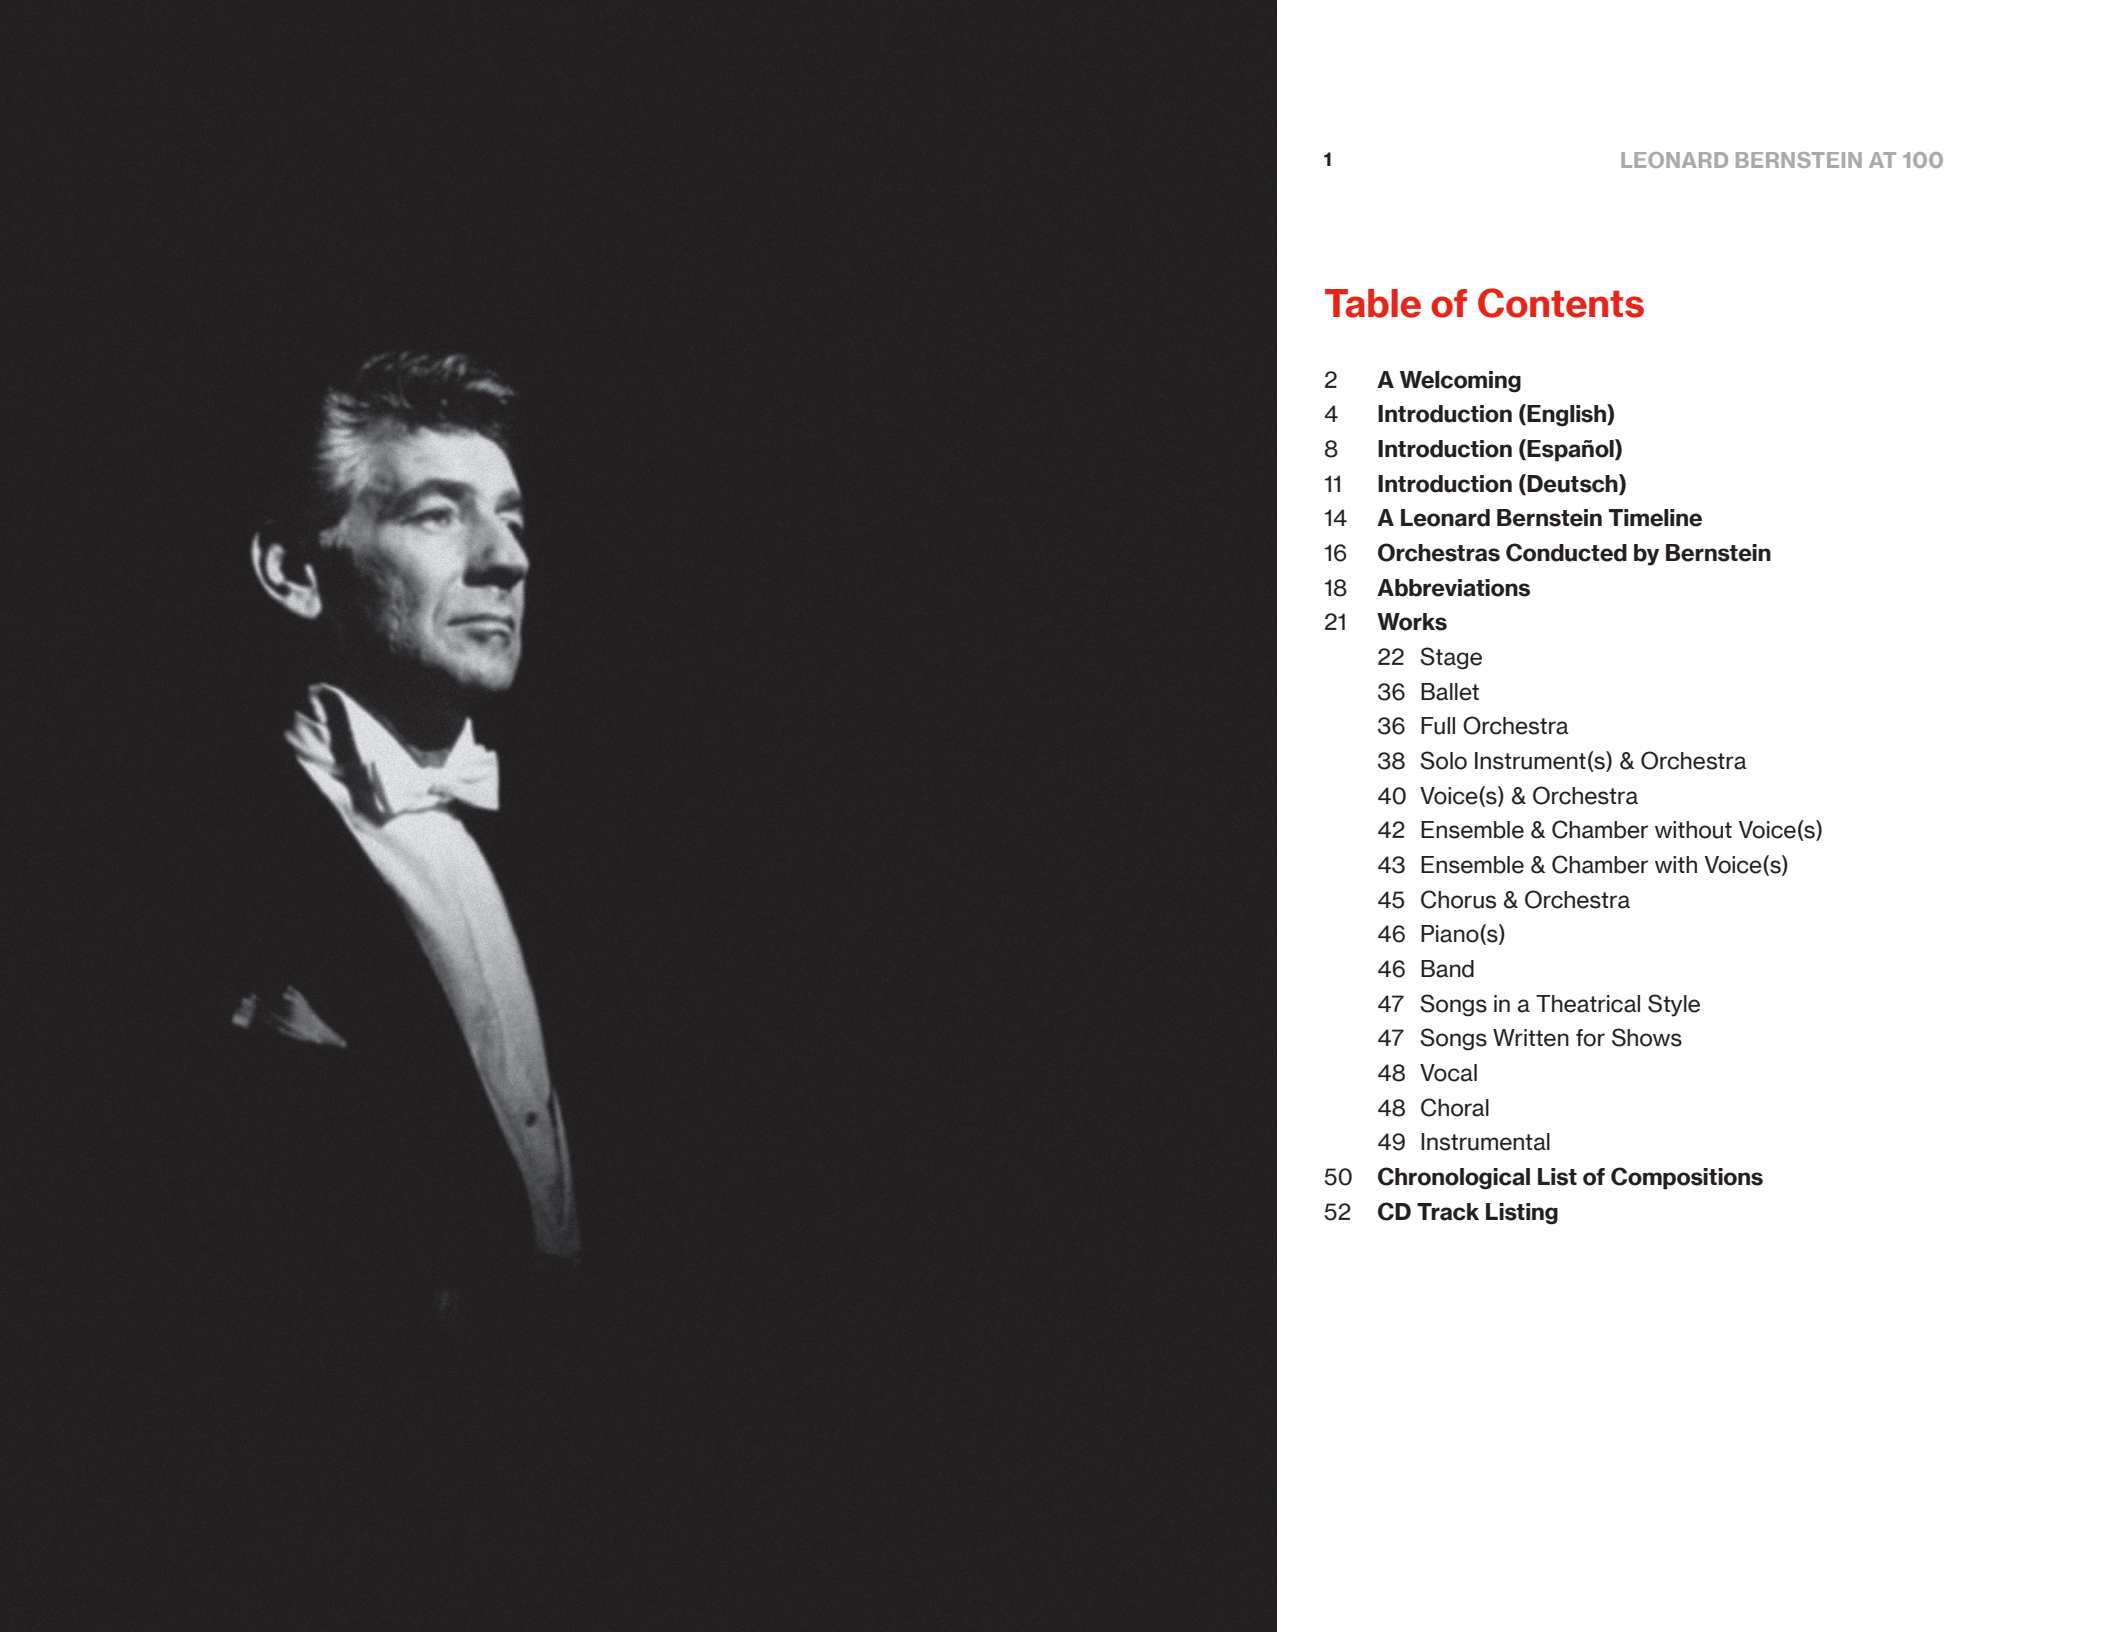 1
LEONARD BERNSTEIN AT 100
Table of Contents
2 A Welcoming
4 Introduction (English)
8 Introduction (Español)
11 Introduction (Deutsch)
14 A Leonard Bernstein Timeline
16 Orchestras Conducted by Bernstein
18 Abbreviations
21 Works
22 Stage
36 Ballet
36 Full Orchestra
38 Solo Instrument(s) & Orchestra
40 Voice(s) & Orchestra
42 Ensemble & Chamber without Voice(s)
43 Ensemble & Chamber with Voice(s)
45 Chorus & Orchestra
46 Piano(s)
46 Band
47 Songs in a Theatrical Style
47 Songs Written for Shows
48 Vocal
48 Choral
49 Instrumental
50 Chronological List of Compositions
52 CD Track Listing